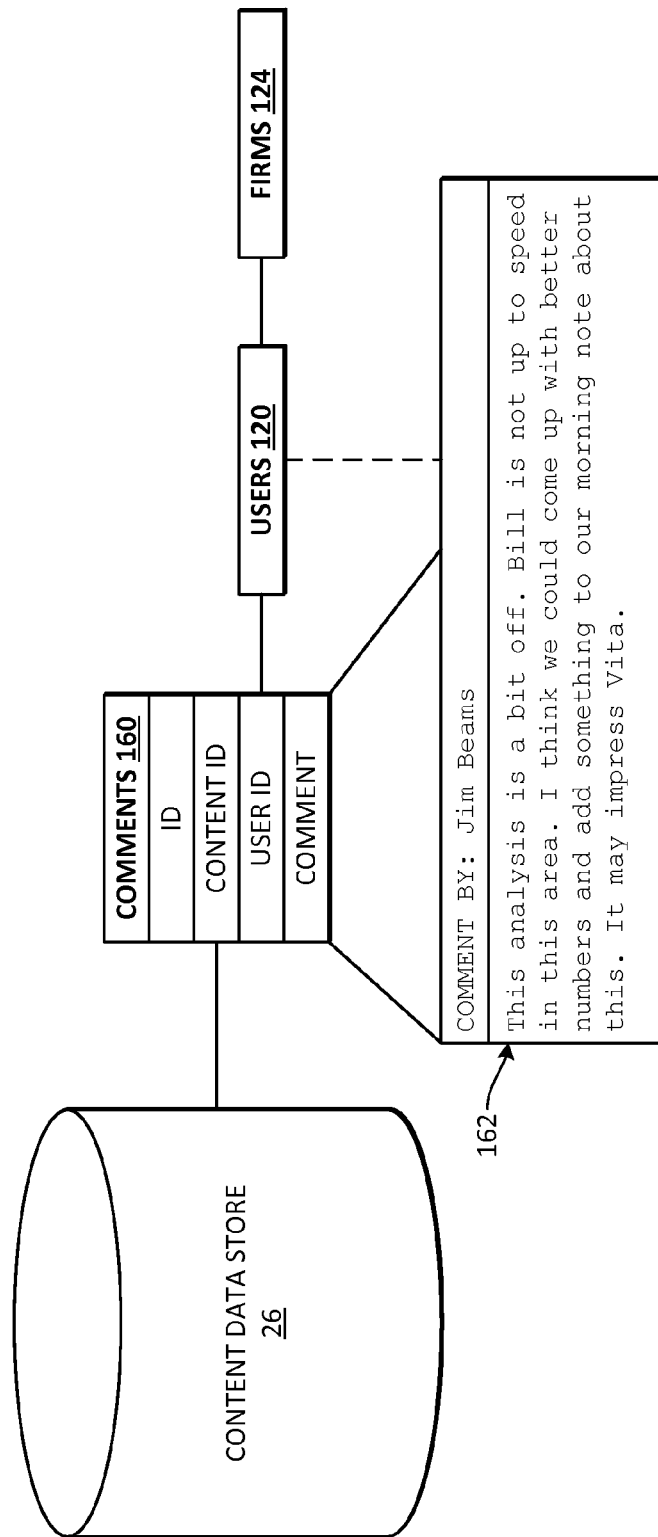 CONTENT DATA STORE
26
COMMENTS 160
ID
CONTENT ID
USER ID
COMMENT
USERS 120
FIRMS 124
162
COMMENT BY: Jim Beams
This analysis is a bit off. Bill is not up to speed
in this area. I think we could come up with better
numbers and add something to our morning note about
this. It may impress Vita.